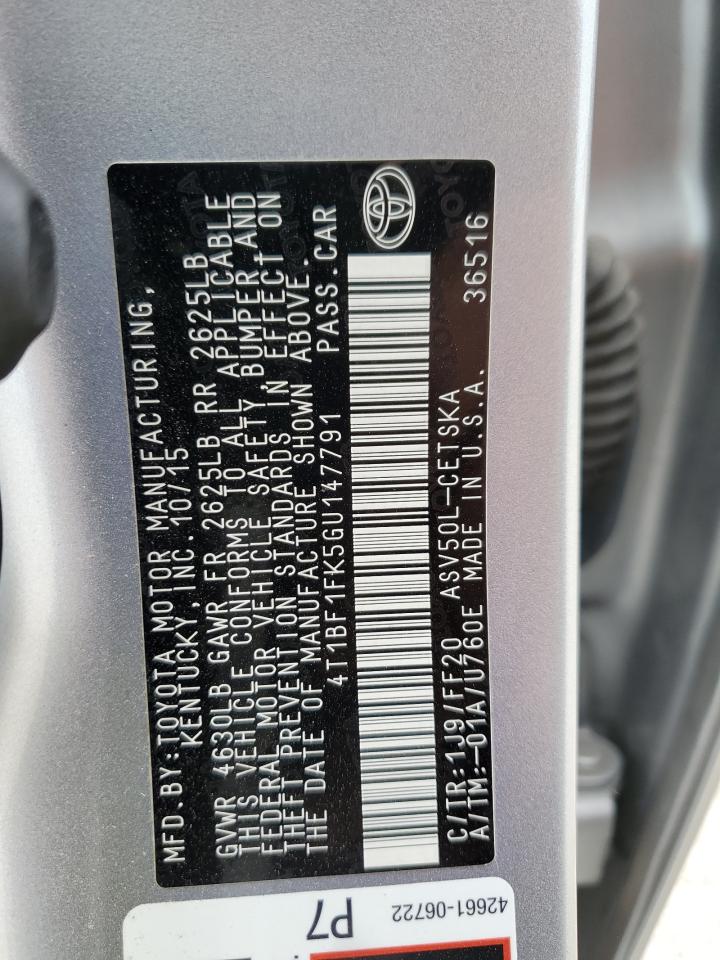 MFD.BY:TOYOTA MOTOR MANUFACTURING,
KENTUCKY, INC. 10/15
GVWR 4630LB GAWR FR 2625LB RR 2625LB
THIS VEHICLE CONFORMS TO ALL APPLICABLE
FEDERAL MOTOR VEHICLE SAFETY, BUMPER, AND
THEFT PREVENTION STANDARDS IN EFFECT ON
THE DATE OF MANUFACTURE SHOWN ABOVE.
4T1BF1FK5GU147791 PASS.CAR
C/TR:1J9/FF20 ASV50L-CETSKA
A/TM:-01A/U760E MADE IN U.S.A. 36516
42661-06722
P7